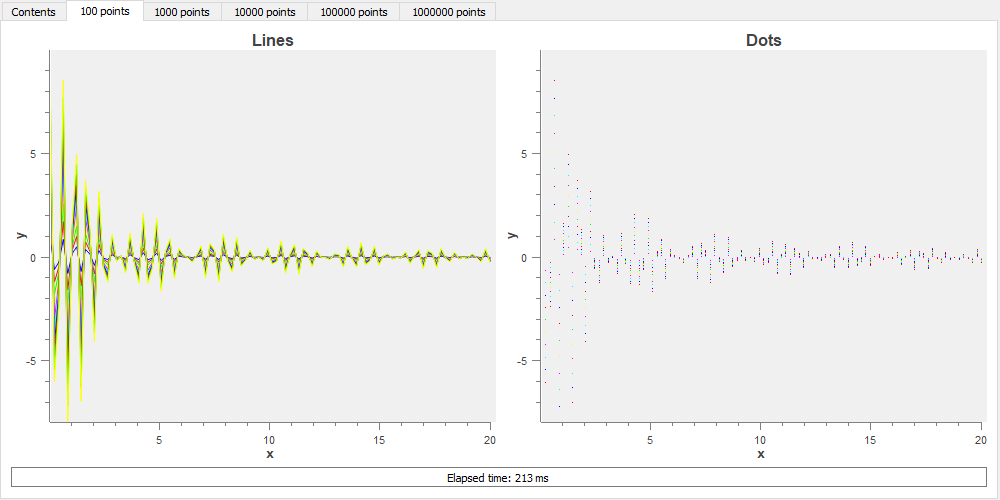 Contents 100 points 1000 points 10000 points 100000 points 1000000 points
Lines
y
5
0
-5
5 10 15 20
x
Dots
y
5
0
-5
5 10 15 20
x
Elapsed time: 213 ms